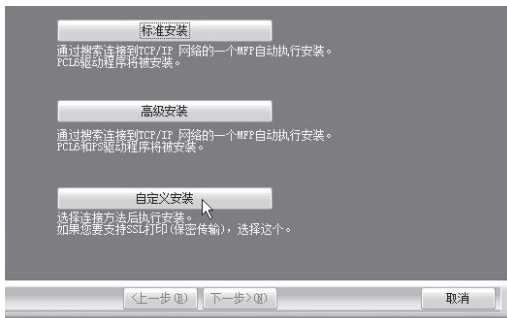 标准安装
通过搜索连接到TCP/IP 网络的一个MFP自动执行安装。
PCL6驱动程序将被安装。
高级安装
通过搜索连接到TCP/IP 网络的一个MFP自动执行安装。
PCL6和PS驱动程序将被安装。
自定义安装
选择连接方法后执行安装。
如果您要支持SSL打印(保密传输)，选择这个。
<上一步(B) 下一步>(N) 取消